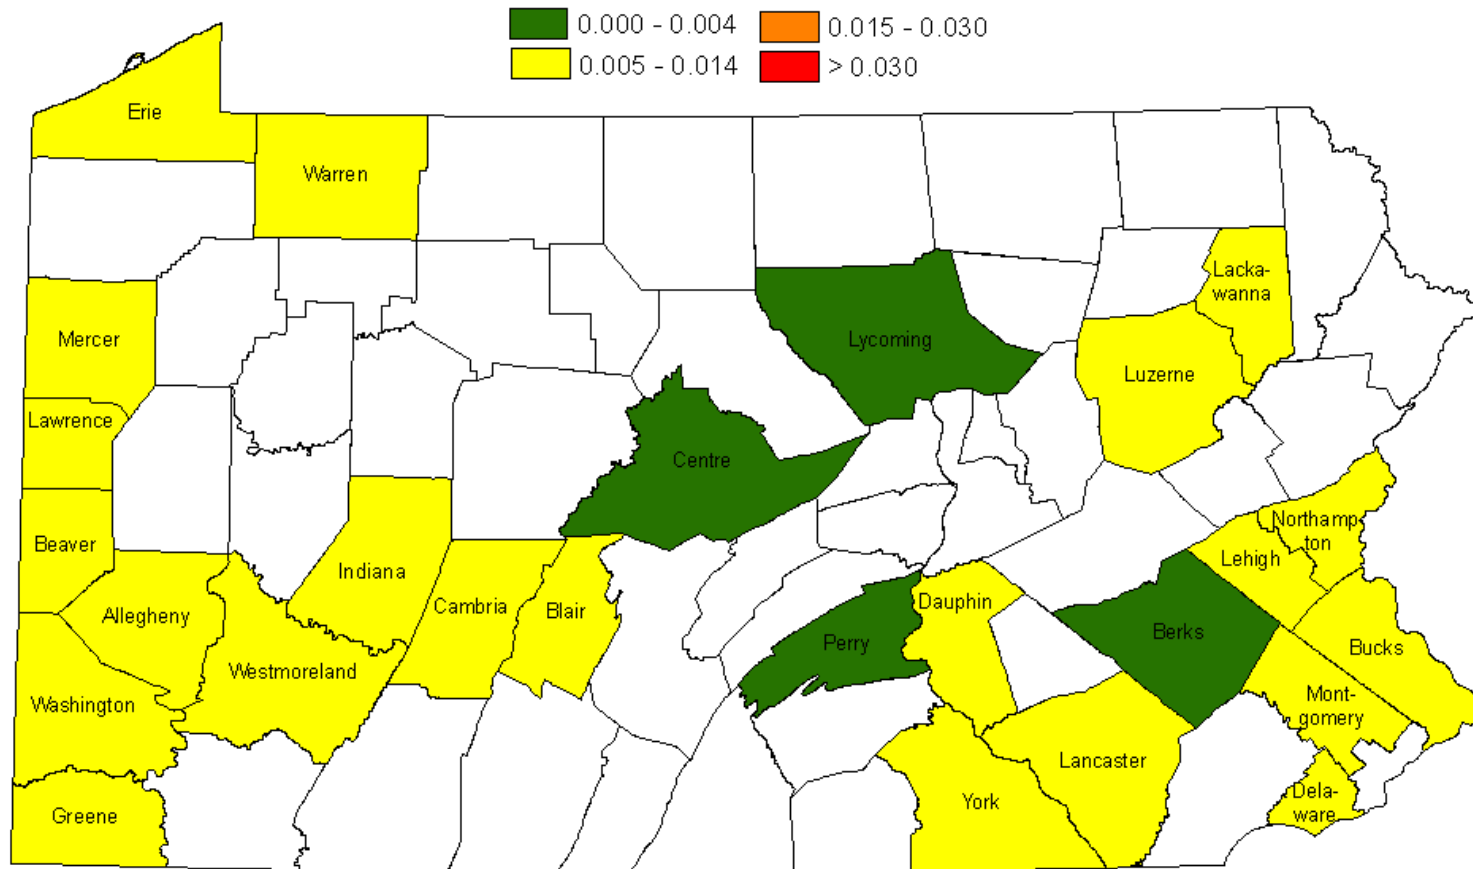 0.000 - 0.004 0.015 - 0.030
0.005 - 0.014 > 0.030
Erie
Warren
Lacka-
wanna
Mercer
Lycoming
Luzerne
Lawrence
Centre
Northamp
ton
Beaver
Lehigh
Indiana
Cambria
Blair
Dauphin
Allegheny
Perry
Berks
Bucks
Westmoreland
Washington
Mont-
gomery
Lancaster
Dela-
ware
York
Greene